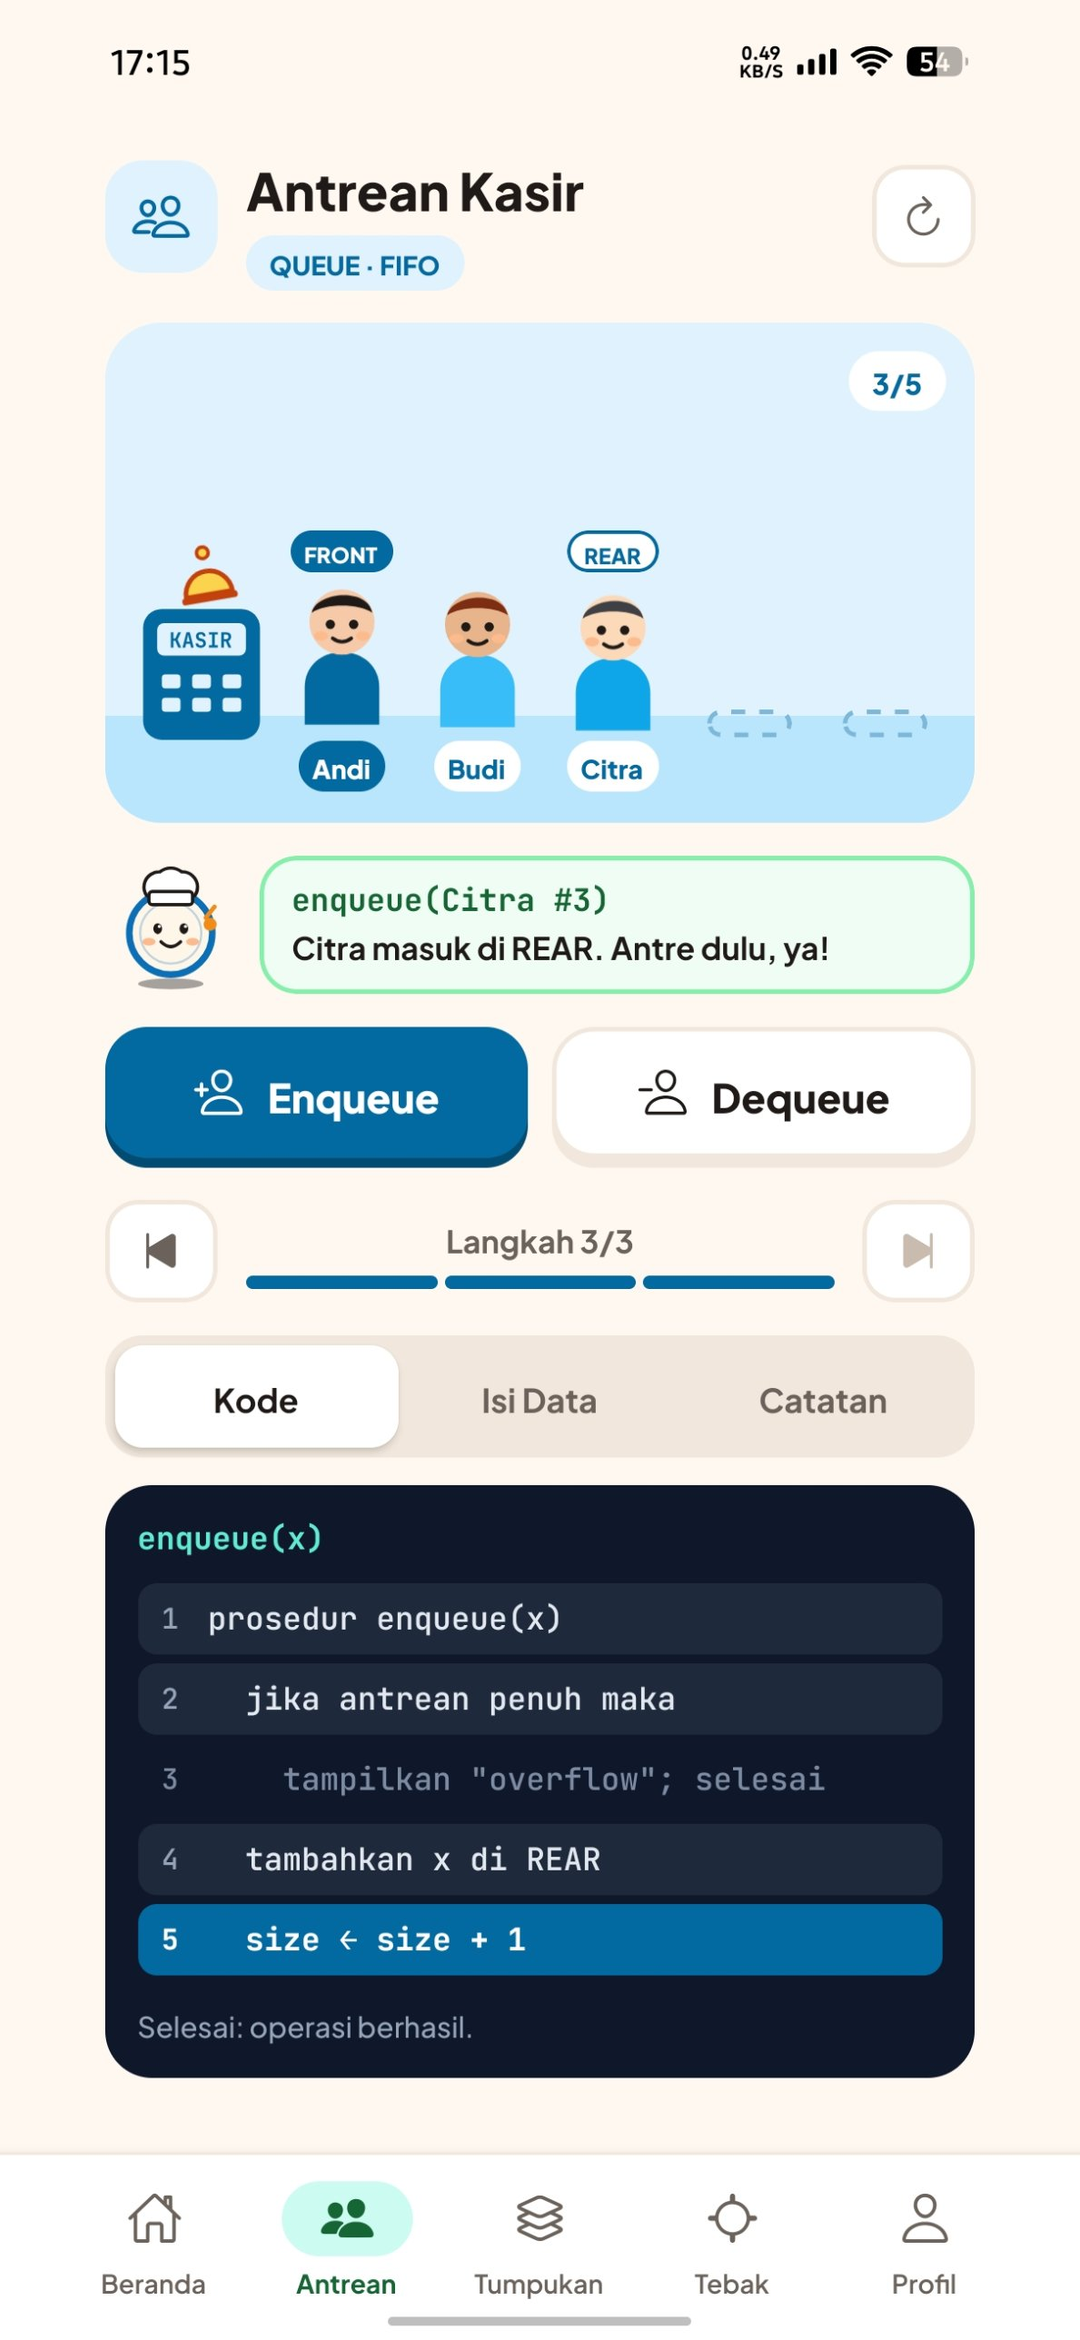 17:15
0.49
KB/S
54
Antrean Kasir
QUEUE · FIFO
3/5
FRONT
REAR
KASIR
Andi
Budi
Citra
enqueue(Citra #3)
Citra masuk di REAR. Antre dulu, ya!
Enqueue
Dequeue
Langkah 3/3
Kode
Isi Data
Catatan
enqueue(x)
1 prosedur enqueue(x)
2 jika antrean penuh maka
3 tampilkan "overflow"; selesai
4 tambahkan x di REAR
5 size ← size + 1
Selesai: operasi berhasil.
Beranda
Antrean
Tumpukan
Tebak
Profil